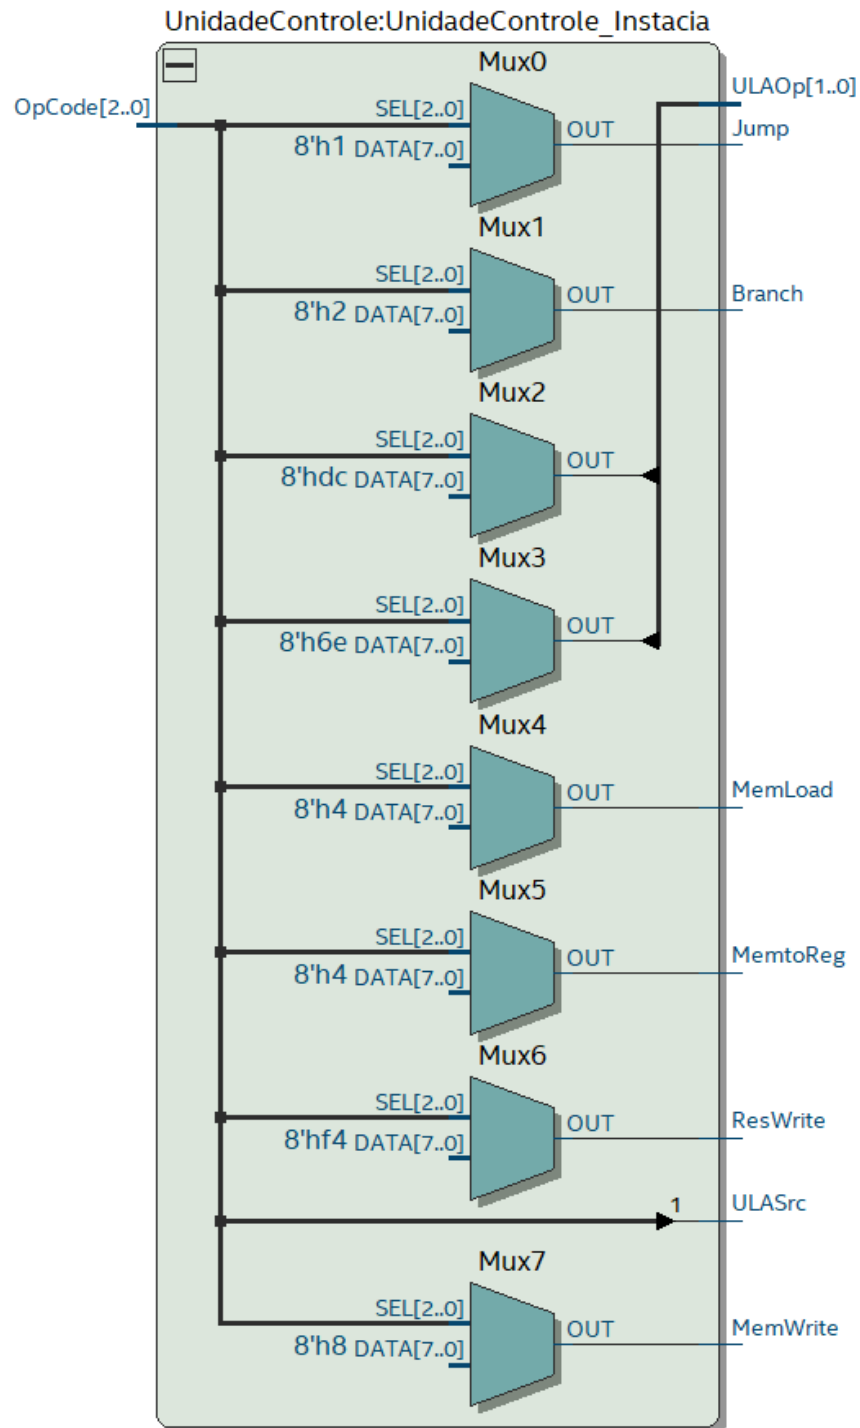 UnidadeControle:UnidadeControle_Instacia
Mux0
OpCode[2..0]
SEL[2..0]
8'h1 DATA[7..0]
OUT
ULAOp[1..0]
Jump
Mux1
SEL[2..0]
8'h2 DATA[7..0]
OUT
Branch
Mux2
SEL[2..0]
8'hdc DATA[7..0]
OUT
Mux3
SEL[2..0]
8'h6e DATA[7..0]
OUT
Mux4
SEL[2..0]
8'h4 DATA[7..0]
OUT
MemLoad
Mux5
SEL[2..0]
8'h4 DATA[7..0]
OUT
MemtoReg
Mux6
SEL[2..0]
8'hf4 DATA[7..0]
OUT
ResWrite
1
ULASrc
Mux7
SEL[2..0]
8'h8 DATA[7..0]
OUT
MemWrite